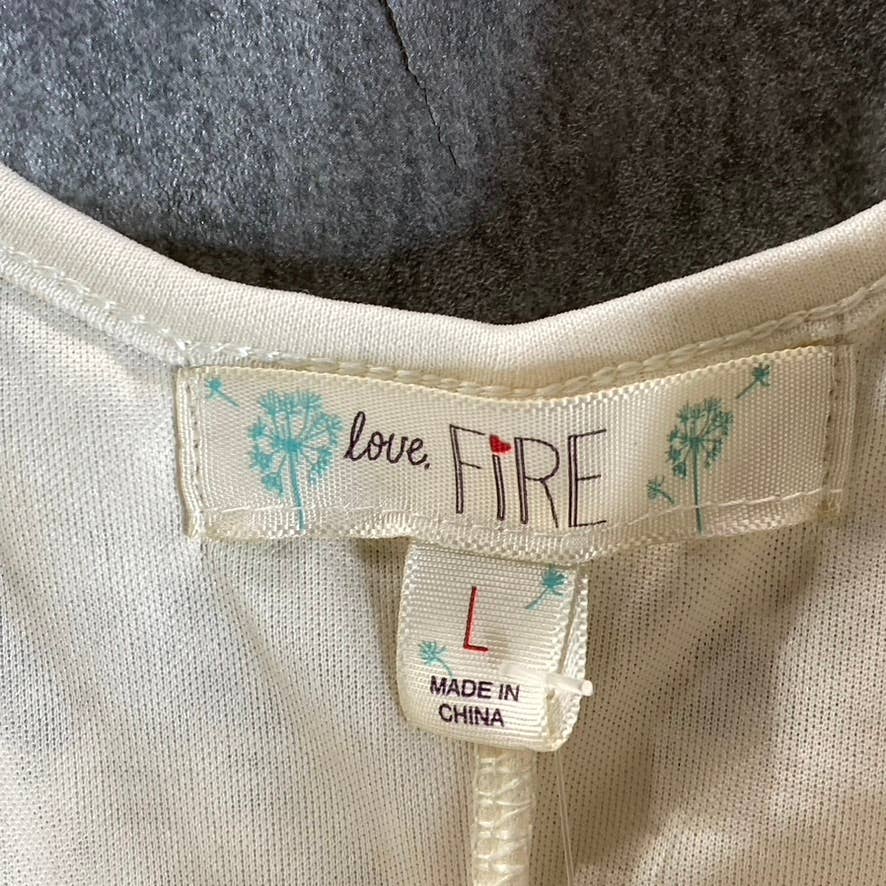 love, FiRE
L
MADE IN
CHINA